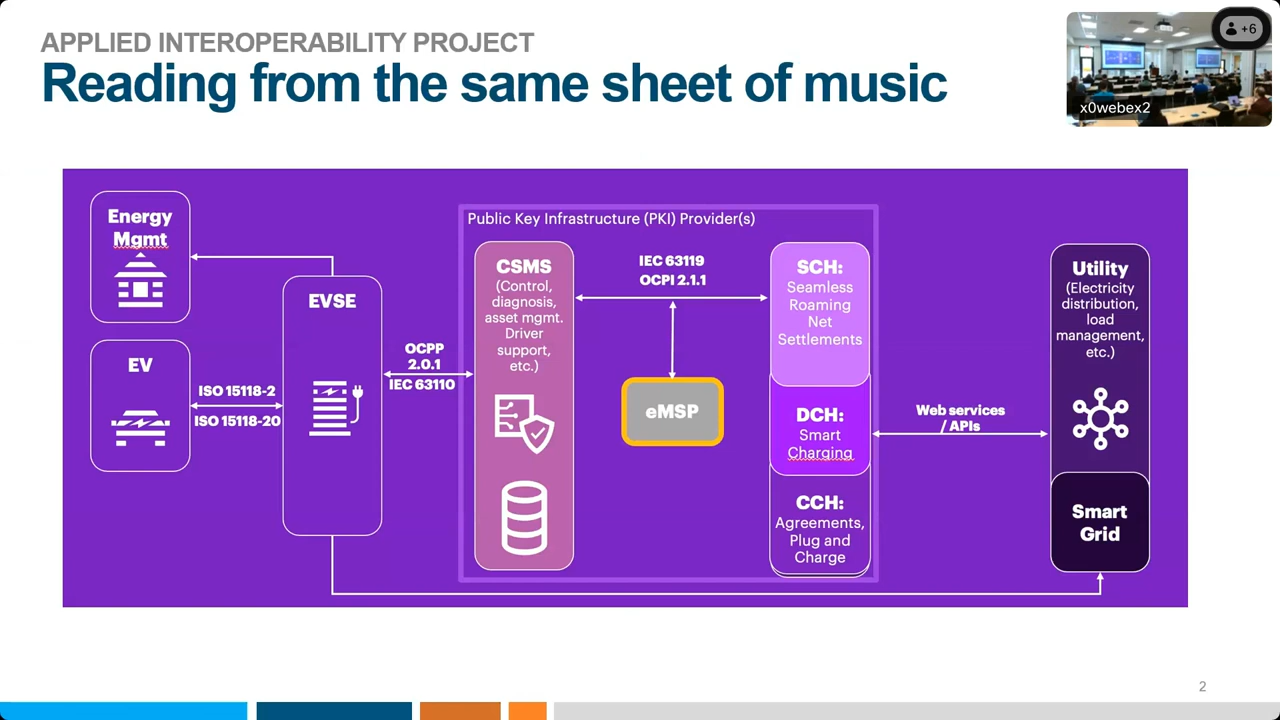 APPLIED INTEROPERABILITY PROJECT
Reading from the same sheet of music
+6
x0webex2
Energy
Mgmt
EV
ISO 15118-2
ISO 15118-20
EVSE
OCPP
2.0.1
IEC 63110
Public Key Infrastructure (PKI) Provider(s)
CSMS
(Control,
diagnosis,
asset mgmt.
Driver
support,
etc.)
IEC 63119
OCPI 2.1.1
eMSP
SCH:
Seamless
Roaming
Net
Settlements
DCH:
Smart
Charging
CCH:
Agreements,
Plug and
Charge
Web services
/ APIs
Utility
(Electricity
distribution,
load
management,
etc.)
Smart
Grid
2